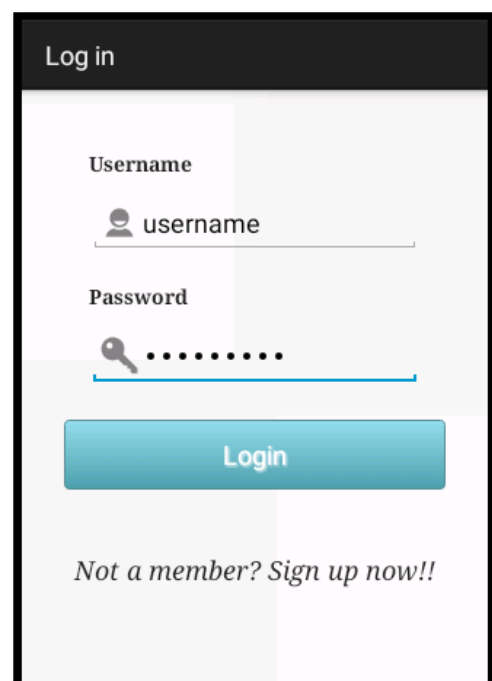 Log in
Username
username
Password
•••••••••
Login
Not a member? Sign up now!!